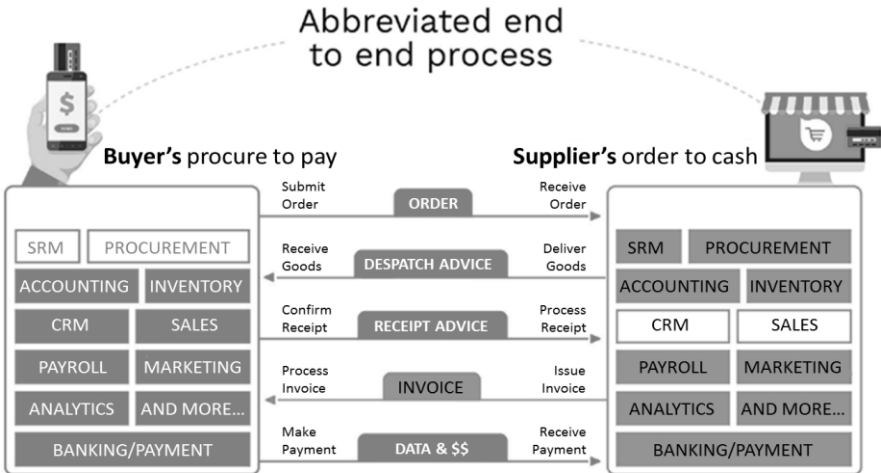 Abbreviated end
to end process
$
Buyer's procure to pay
Supplier's order to cash
Submit
Order
ORDER
Receive
Order
Receive
Goods
DESPATCH ADVICE
Deliver
Goods
Confirm
Receipt
RECEIPT ADVICE
Process
Receipt
Process
Invoice
INVOICE
Issue
Invoice
Make
Payment
DATA & $$
Receive
Payment
SRM PROCUREMENT
ACCOUNTING INVENTORY
CRM SALES
PAYROLL MARKETING
ANALYTICS AND MORE...
BANKING/PAYMENT
SRM PROCUREMENT
ACCOUNTING INVENTORY
CRM SALES
PAYROLL MARKETING
ANALYTICS AND MORE...
BANKING/PAYMENT